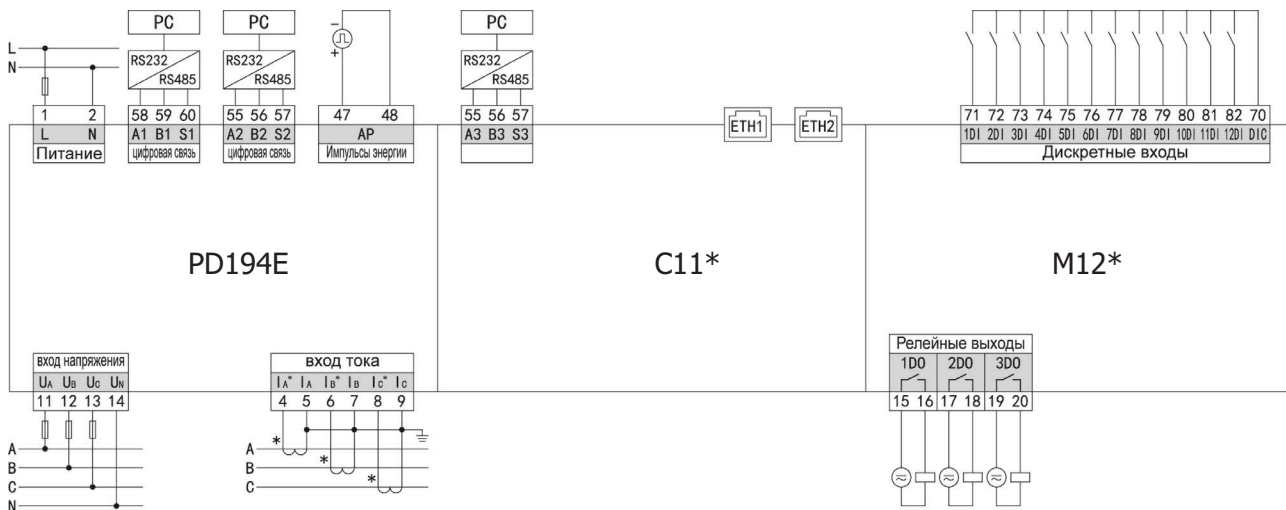 PC PC PC
L
N
- +
RS232 RS485
RS232 RS485
RS232 RS485
1 2
58 59 60
55 56 57
47 48
55 56 57
ETH1 ETH2
71 72 73 74 75 76 77 78 79 80 81 82 70
L N
A1 B1 S1
A2 B2 S2
AP
A3 B3 S3
1DI 2DI 3DI 4DI 5DI 6DI 7DI 8DI 9DI 10DI 11DI 12DI DIC
Питание
цифровая связь
цифровая связь
Импульсы энергии
Дискретные входы
PD194E
C11*
M12*
вход напряжения
UA UB UC UN
11 12 13 14
A
B
C
N
вход тока
IA* IA IB* IB IC* IC
4 5 6 7 8 9
A *
B *
C *
Релейные выходы
1DO 2DO 3DO
15 16 17 18 19 20